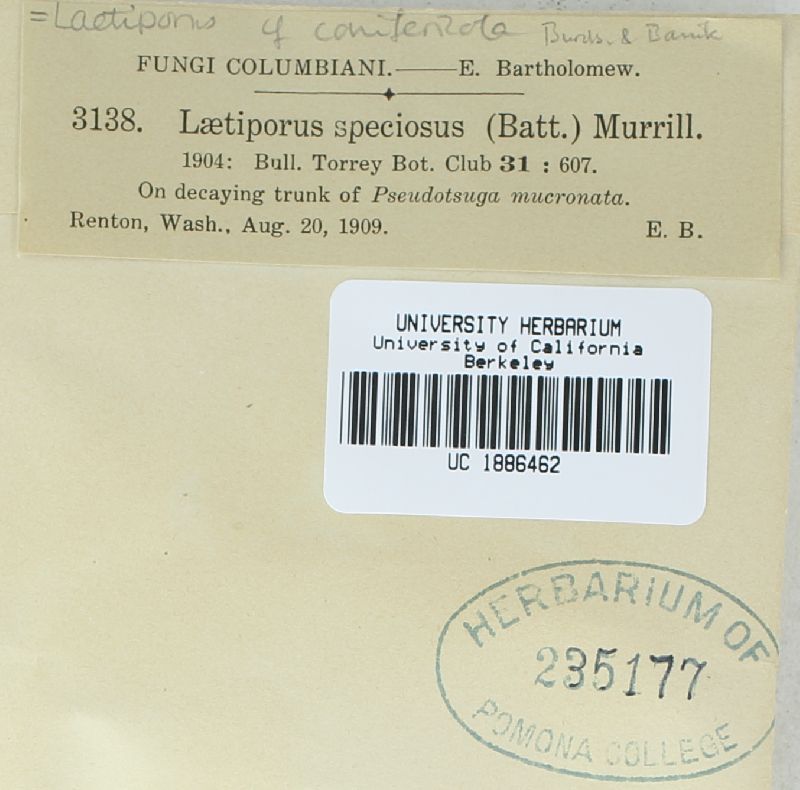 =Laetiporus cf coniferícola Burds. & Banik
FUNGI COLUMBIANI.——E. Bartholomew.
3138. Lætiporus speciosus (Batt.) Murrill.
1904: Bull. Torrey Bot. Club 31 : 607.
On decaying trunk of Pseudotsuga mucronata.
Renton, Wash., Aug. 20, 1909. E. B.
UNIVERSITY HERBARIUM
University of California
Berkeley
UC 1886462
HERBARIUM OF
235177
POMONA COLLEGE